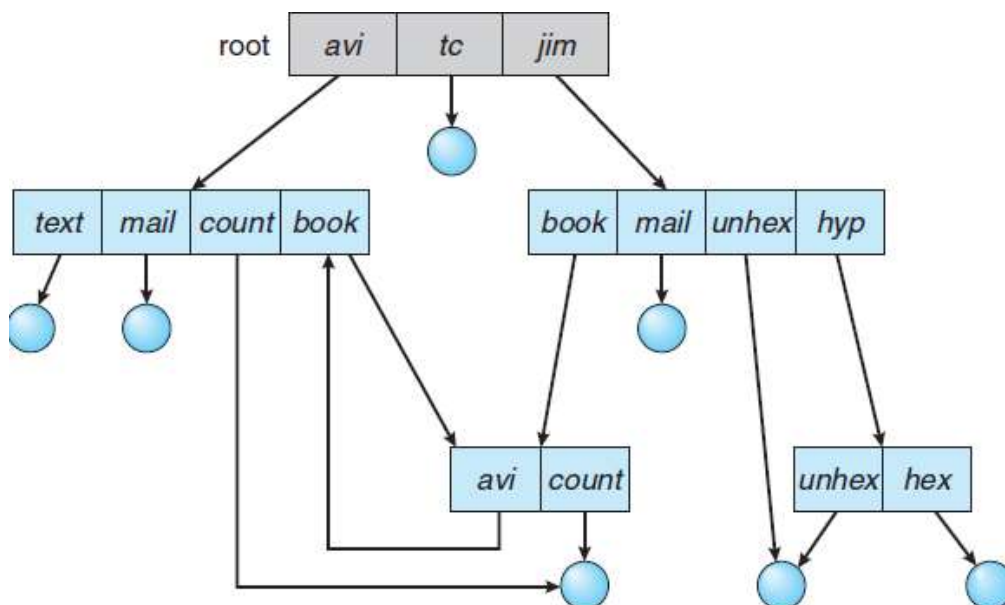 root avi tc jim
text mail count book
book mail unhex hyp
avi count
unhex hex